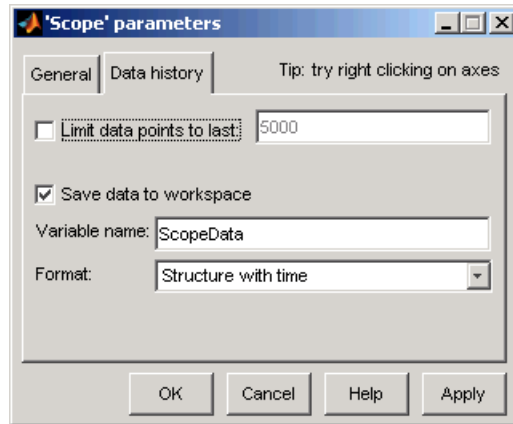 'Scope' parameters
General Data history Tip: try right clicking on axes
Limit data points to last: 5000
Save data to workspace
Variable name: ScopeData
Format: Structure with time
OK Cancel Help Apply